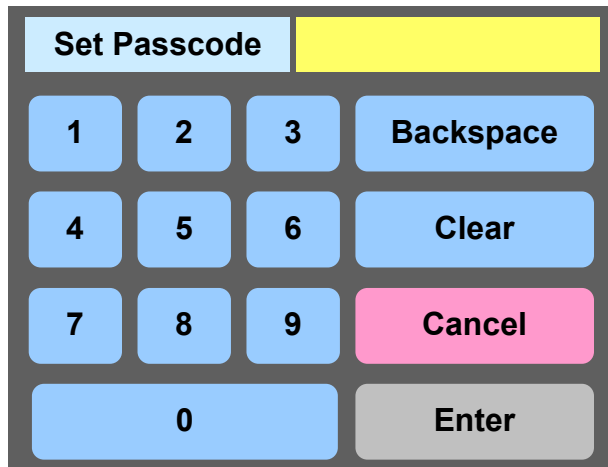 Set Passcode
1 2 3 Backspace
4 5 6 Clear
7 8 9 Cancel
0 Enter